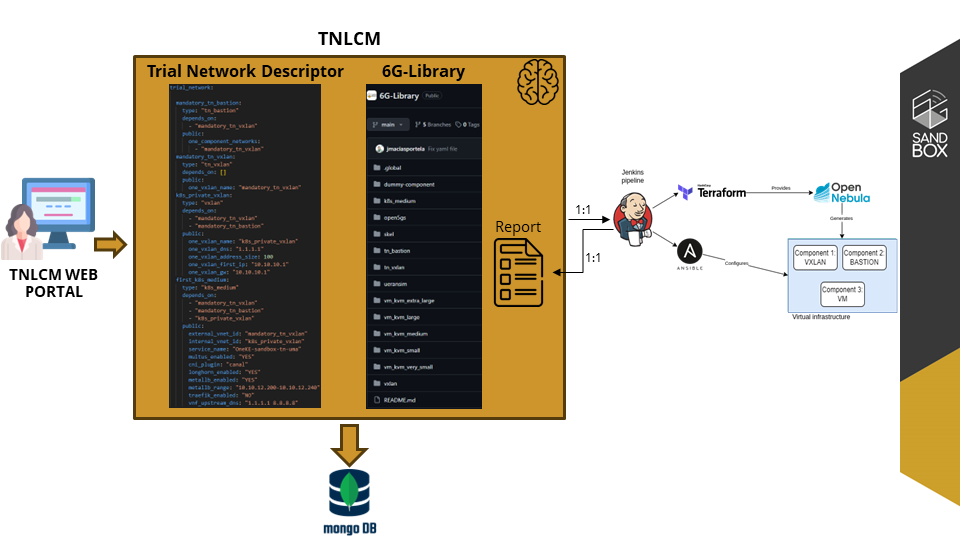 TNLCM
Trial Network Descriptor
trial_network:
mandatory_tn_bastion:
type: "tn_bastion"
depends_on:
- "mandatory_tn_vxlan"
public:
one_component_networks:
- "mandatory_tn_vxlan"
mandatory_tn_vxlan:
type: "tn_vxlan"
depends_on: []
public:
one_vxlan_name: "mandatory_tn_vxlan"
k8s_private_vxlan:
type: "vxlan"
depends_on:
- "mandatory_tn_vxlan"
- "mandatory_tn_bastion"
public:
one_vxlan_name: "k8s_private_vxlan"
one_vxlan_dns: "1.1.1.1"
one_vxlan_address_size: 100
one_vxlan_first_ip: "10.10.10.1"
one_vxlan_gw: "10.10.10.1"
first_k8s_medium:
type: "k8s_medium"
depends_on:
- "mandatory_tn_vxlan"
- "mandatory_tn_bastion"
- "k8s_private_vxlan"
public:
external_vnet_id: "mandatory_tn_vxlan"
internal_vnet_id: "k8s_private_vxlan"
service_name: "OneKE-sandbox-tn-uma"
multus_enabled: "YES"
cni_plugin: "canal"
longhorn_enabled: "YES"
metallb_enabled: "YES"
metallb_range: "10.10.12.200-10.10.12.240"
traefik_enabled: "NO"
vnf_upstream_dns: "1.1.1.1 8.8.8.8"
6G-Library
6G-Library Public
main 5 Branches 0 Tags
jmaciasportela Fix yaml file
.global
dummy-component
k8s_medium
open5gs
skel
tn_bastion
tn_vxlan
ueransim
vm_kvm_extra_large
vm_kvm_large
vm_kvm_medium
vm_kvm_small
vm_kvm_very_small
vxlan
README.md
Report
TNLCM WEB
PORTAL
mongo DB
1:1
1:1
Jenkins
pipeline
HashiCorp
Terraform
Provides
Open
Nebula
Generates
ANSIBLE
Configures
Component 1:
VXLAN
Component 2:
BASTION
Component 3:
VM
Virtual infrastructure
SAND
BOX